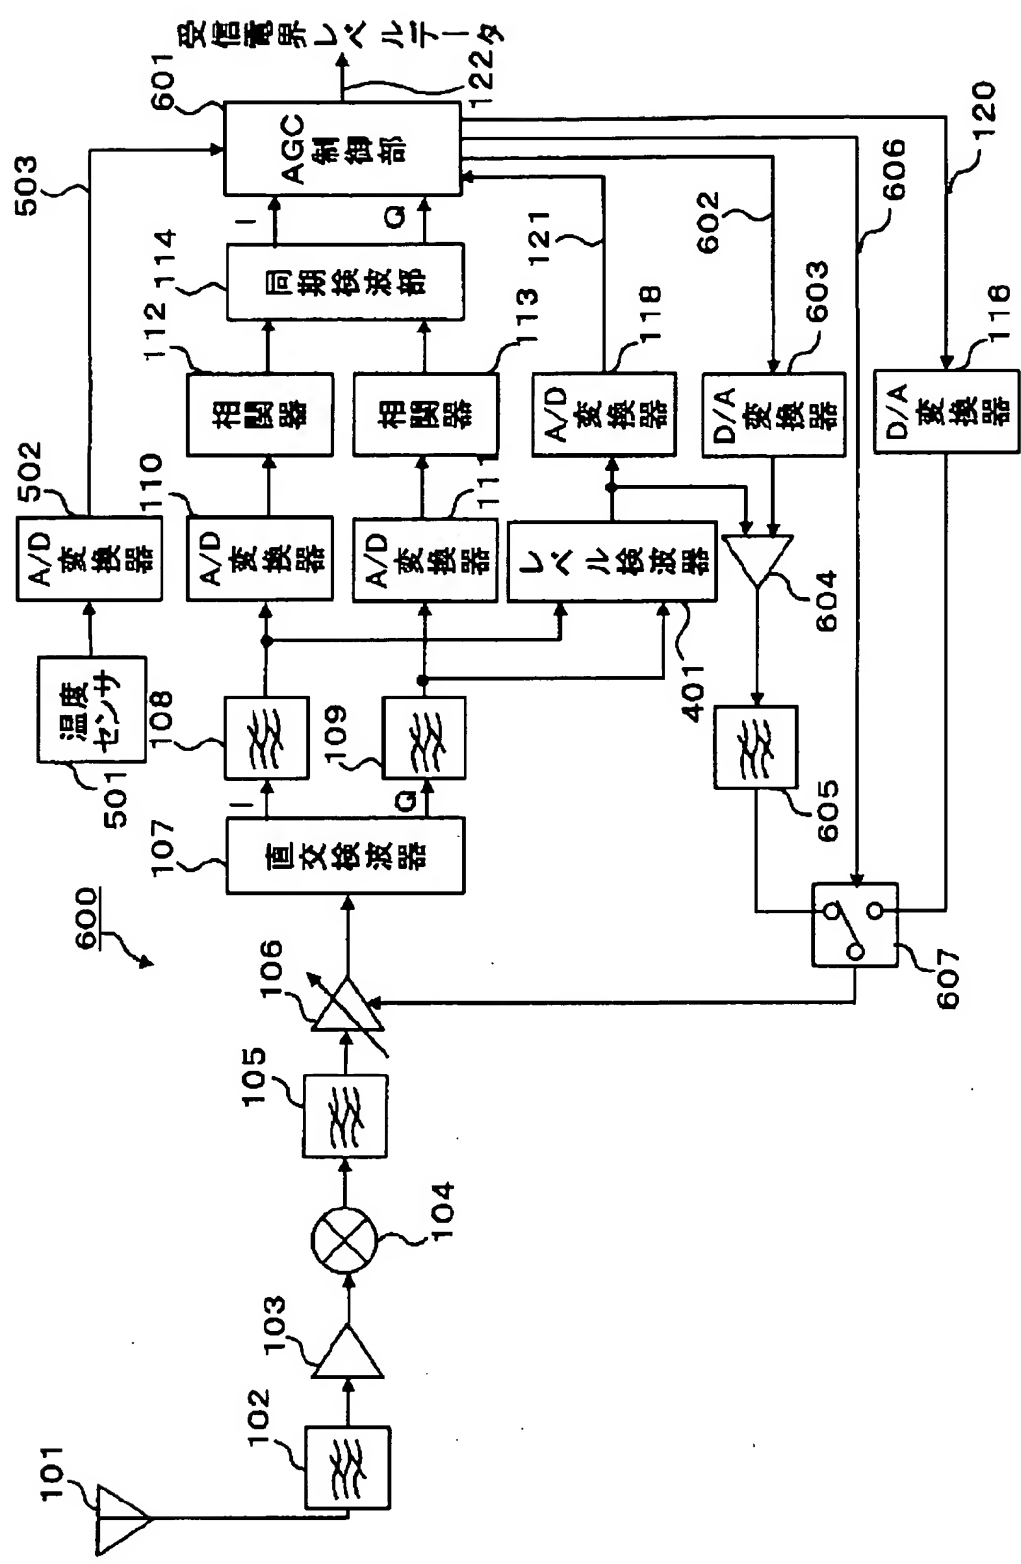 600
101
102
103
104
105
106
107
直交検波器
I
Q
108
109
501
温度
センサ
502
A/D
変換器
503
110
A/D
変換器
111
A/D
変換器
401
レベル検波器
112
相関器
113
相関器
118
A/D
変換器
121
114
同期検波部
I
Q
601
AGC
制御部
122
受信電界レベルデータ
602
603
D/A
変換器
604
605
606
607
116
D/A
変換器
120